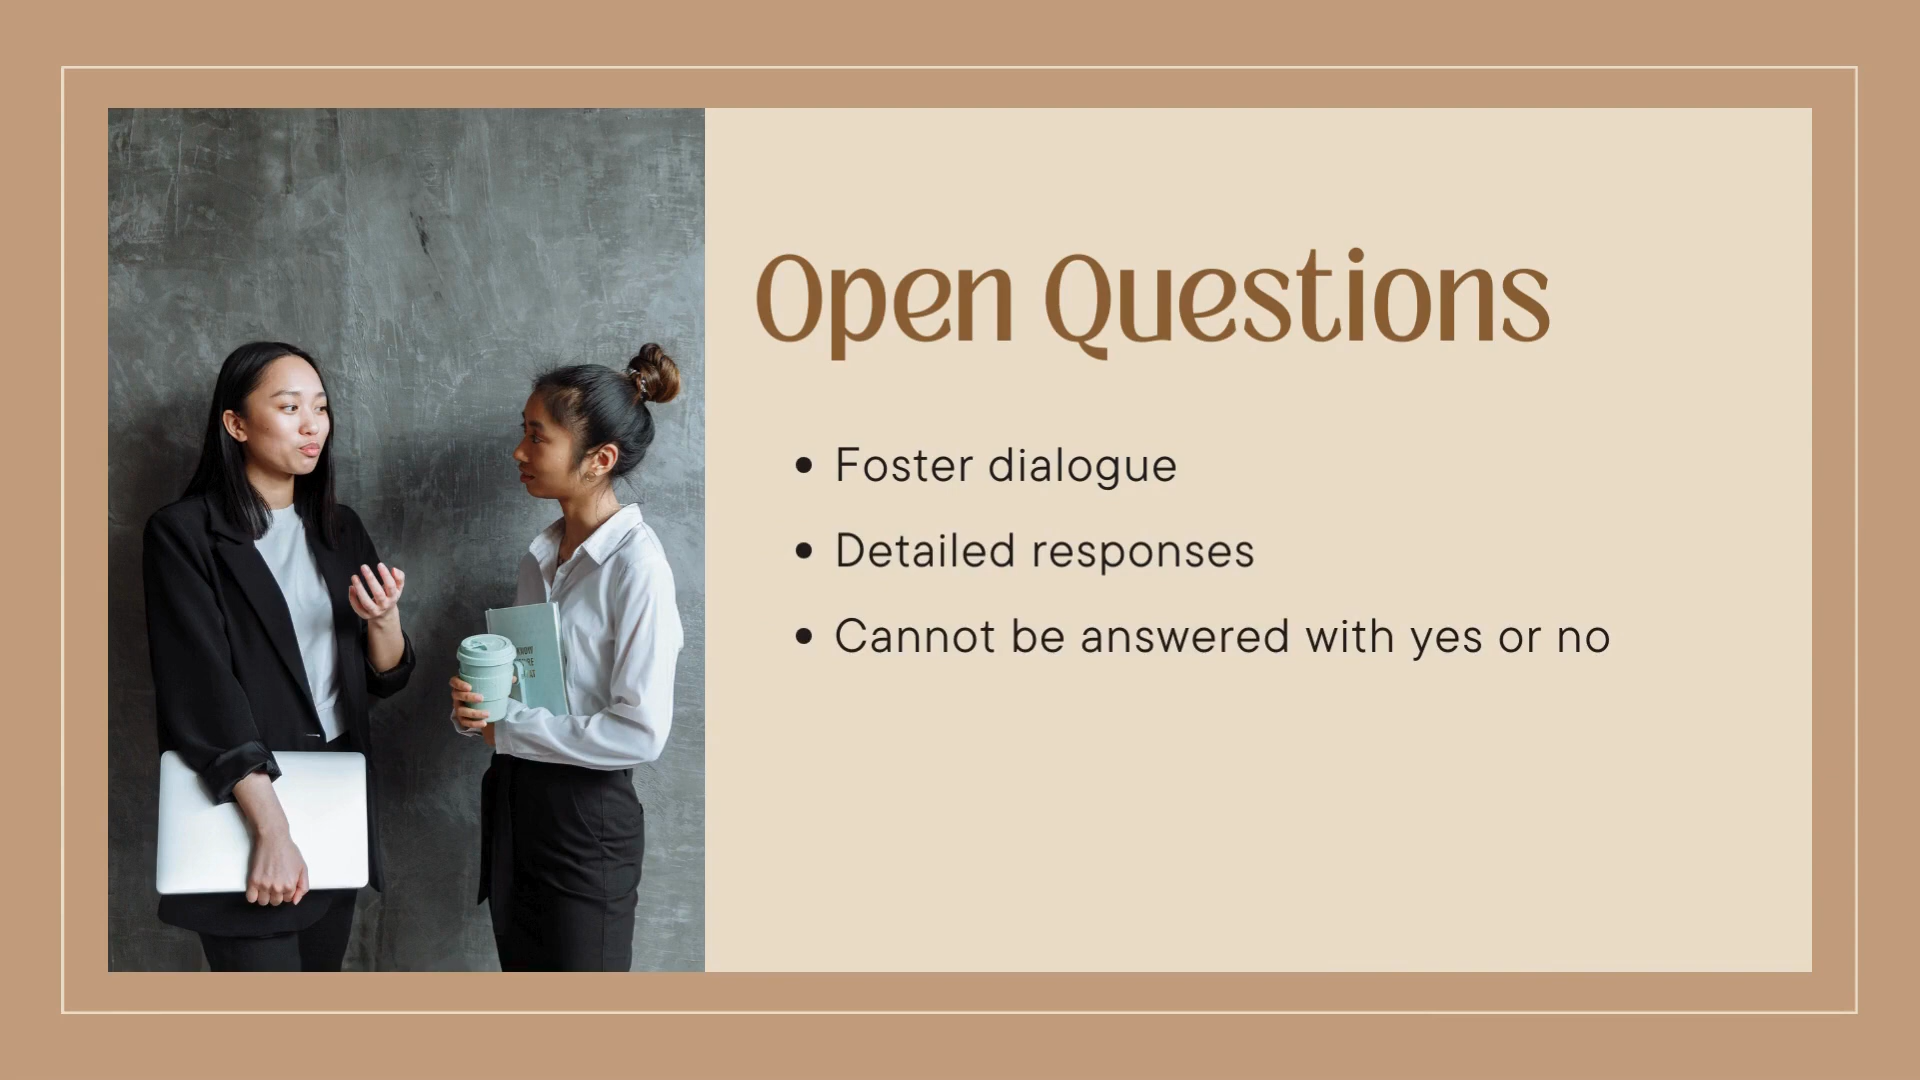 Open Questions
Foster dialogue
Detailed responses
Cannot be answered with yes or no